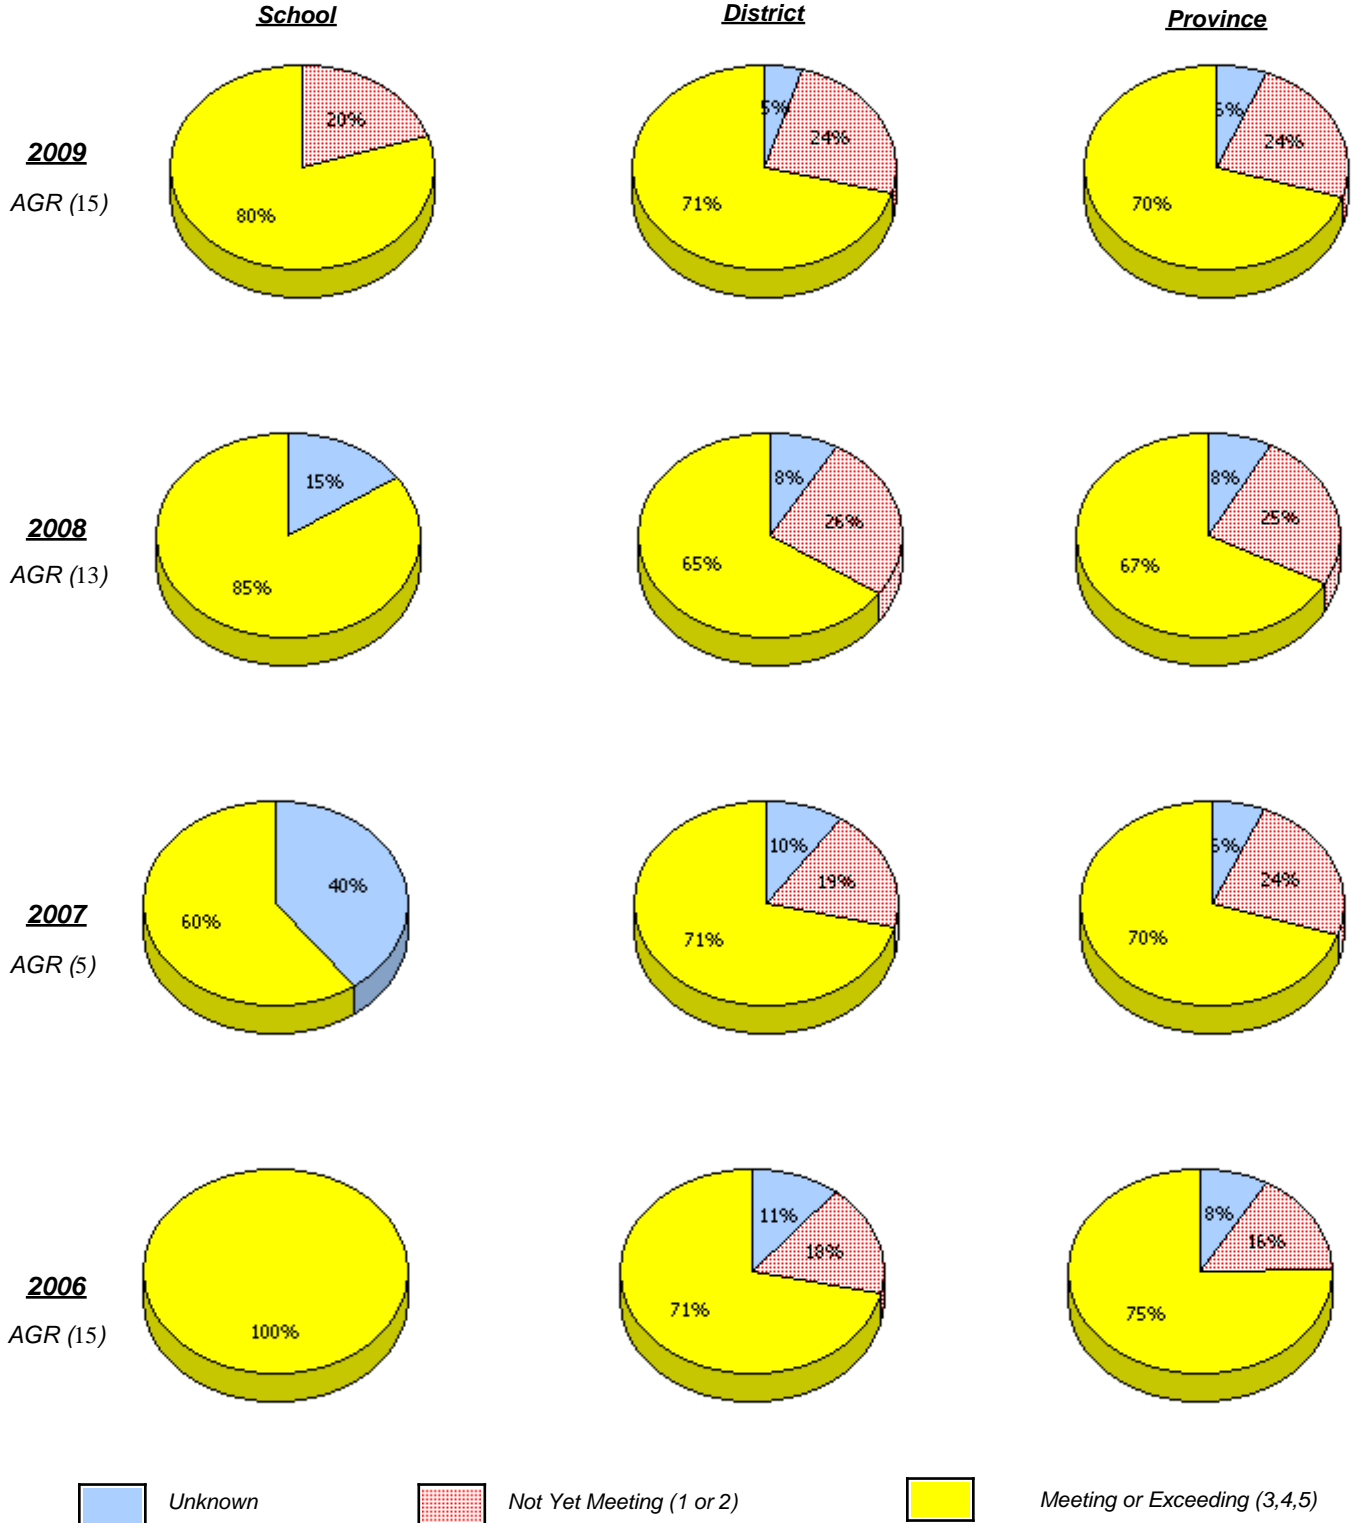 School District Province
20% 5% 24% 6% 24%
2009
AGR (15)
80% 71% 70%
15% 8% 26% 8% 25%
2008
AGR (13)
85% 65% 67%
40% 10% 19% 6% 24%
2007
AGR (5)
60% 71% 70%
11% 18% 8% 16%
2006
AGR (15)
100% 71% 75%
Unknown Not Yet Meeting (1 or 2) Meeting or Exceeding (3,4,5)